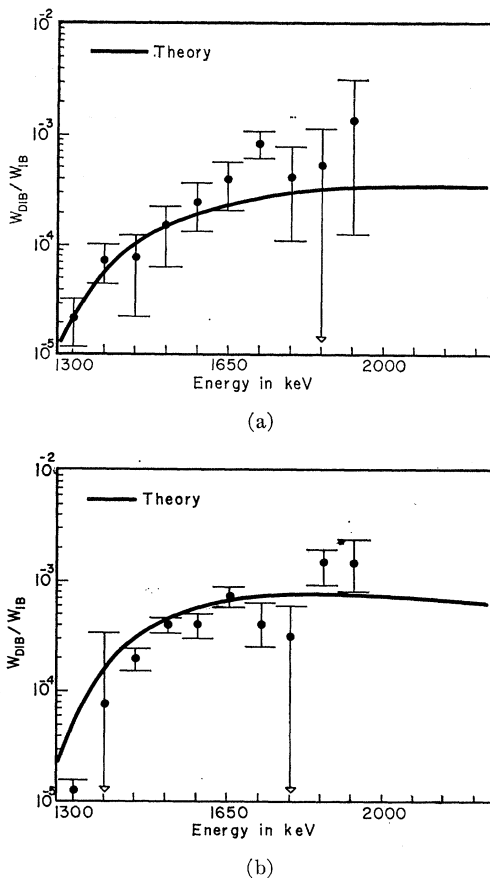 10⁻²
Theory
10⁻³
W_DIB / W_IB
10⁻⁴
10⁻⁵
1300 1650 2000
Energy in keV
(a)
10⁻²
Theory
10⁻³
W_DIB / W_IB
10⁻⁴
10⁻⁵
1300 1650 2000
Energy in keV
(b)